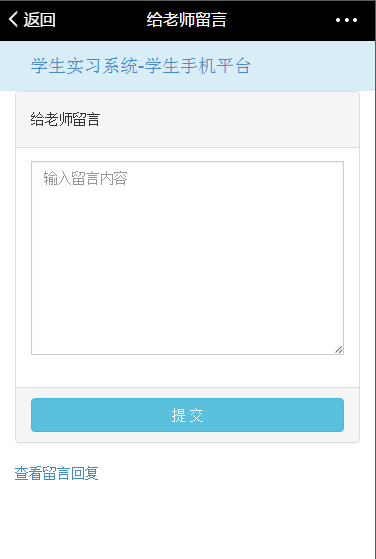 返回 给老师留言
学生实习系统-学生手机平台
给老师留言
输入留言内容
提 交
查看留言回复